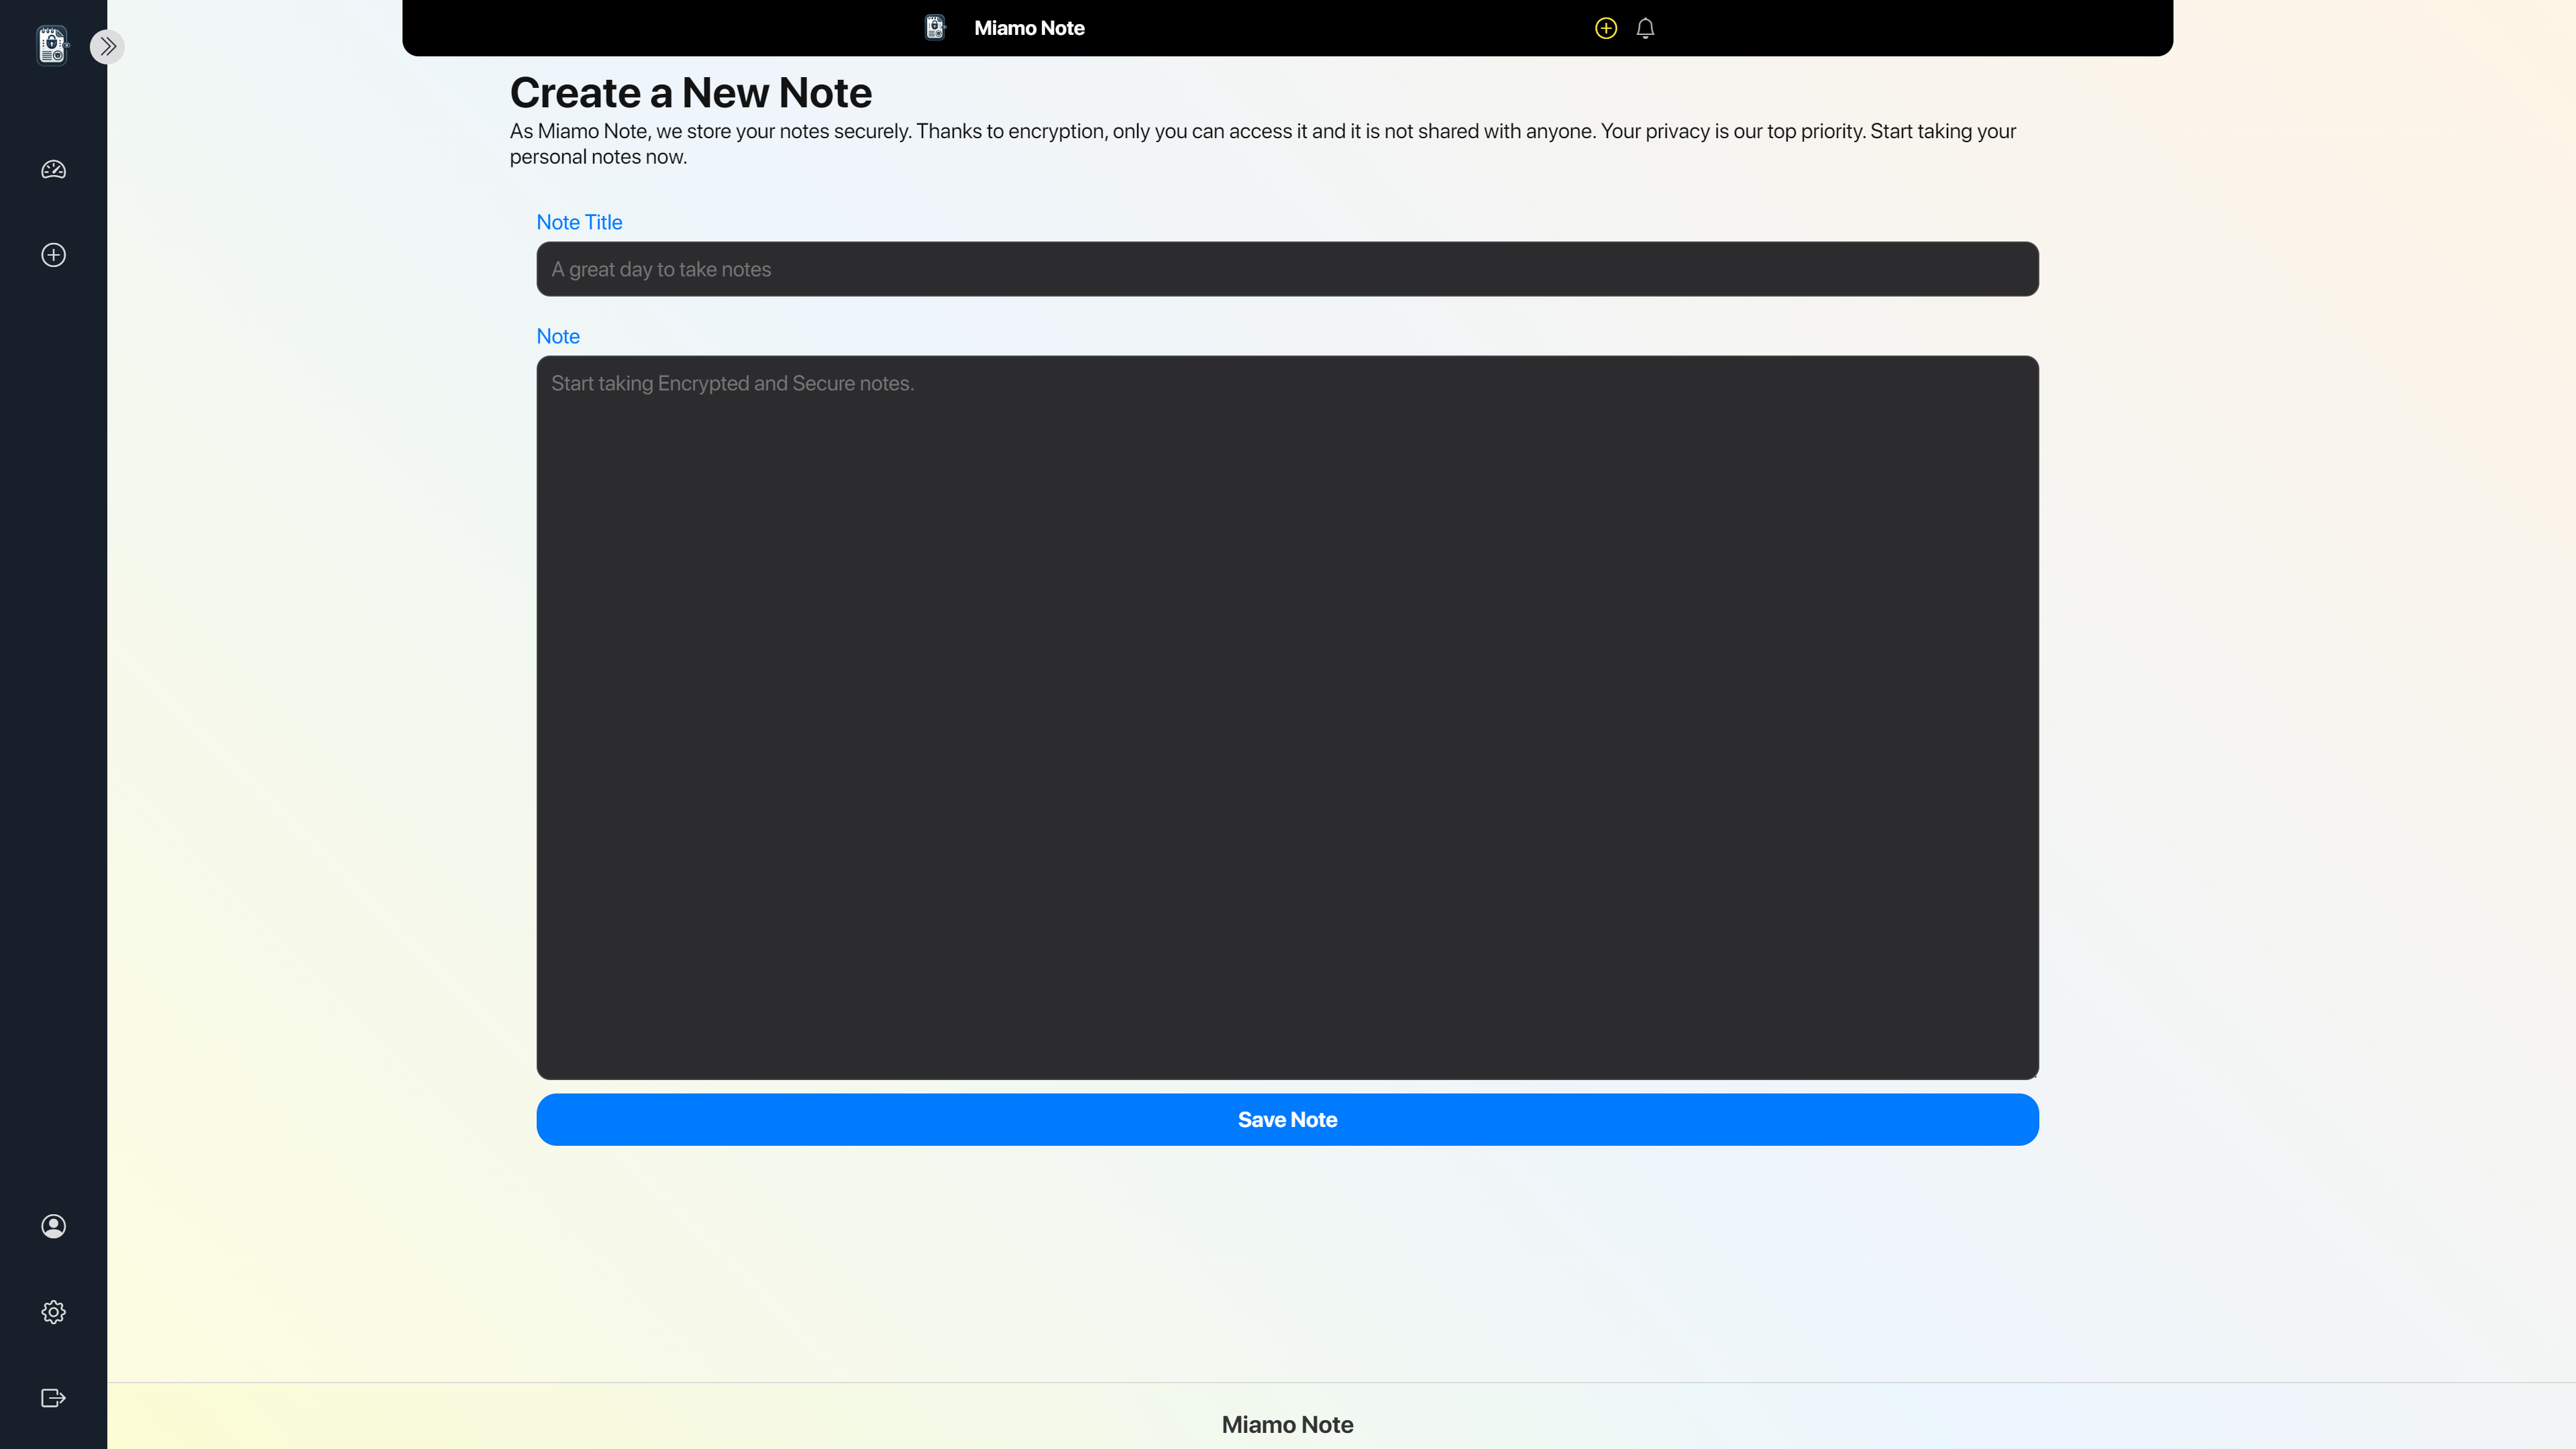 Miamo Note
Create a New Note
As Miamo Note, we store your notes securely. Thanks to encryption, only you can access it and it is not shared with anyone. Your privacy is our top priority. Start taking your
personal notes now.
Note Title
A great day to take notes
Note
Start taking Encrypted and Secure notes.
Save Note
Miamo Note